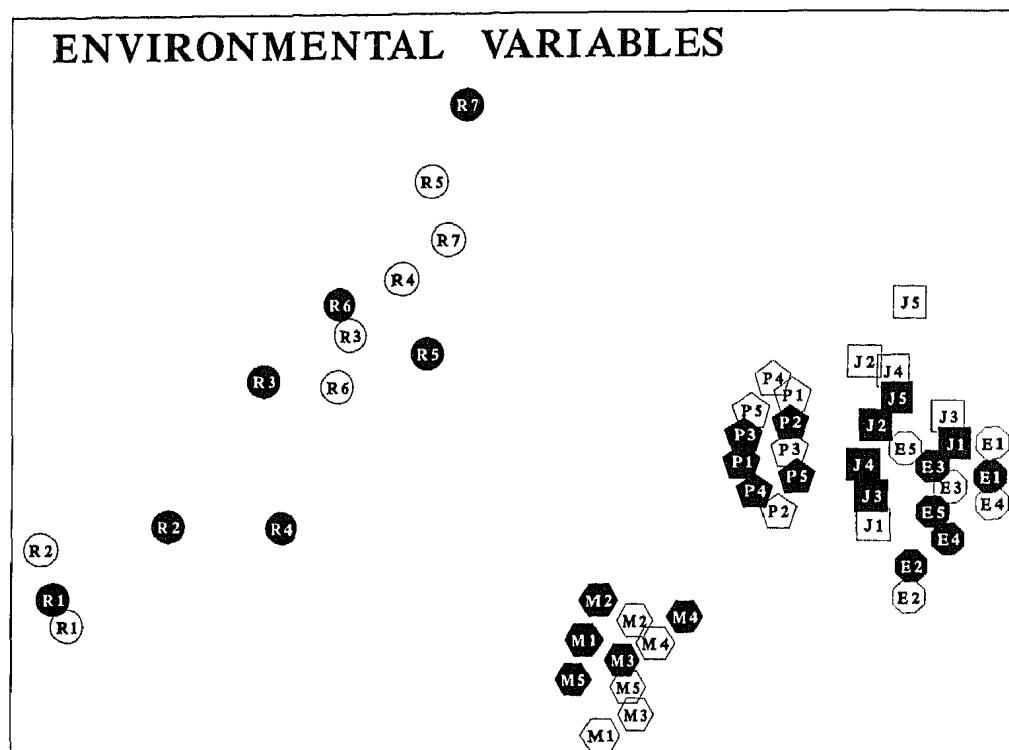 ENVIRONMENTAL VARIABLES
R7
R5
R7
R4
J5
R6
R3
R5
J2
J4
R3
R6
P4
P1
J5
P5
P2
J2
J3
P3
P3
E5
J1
E1
P1
J4
E3
P5
E1
P4
J3
E3
E4
P2
E5
J1
R2
R4
E4
R2
E2
E2
R1
M2
R1
M2
M4
M1
M4
M3
M5
M5
M3
M1